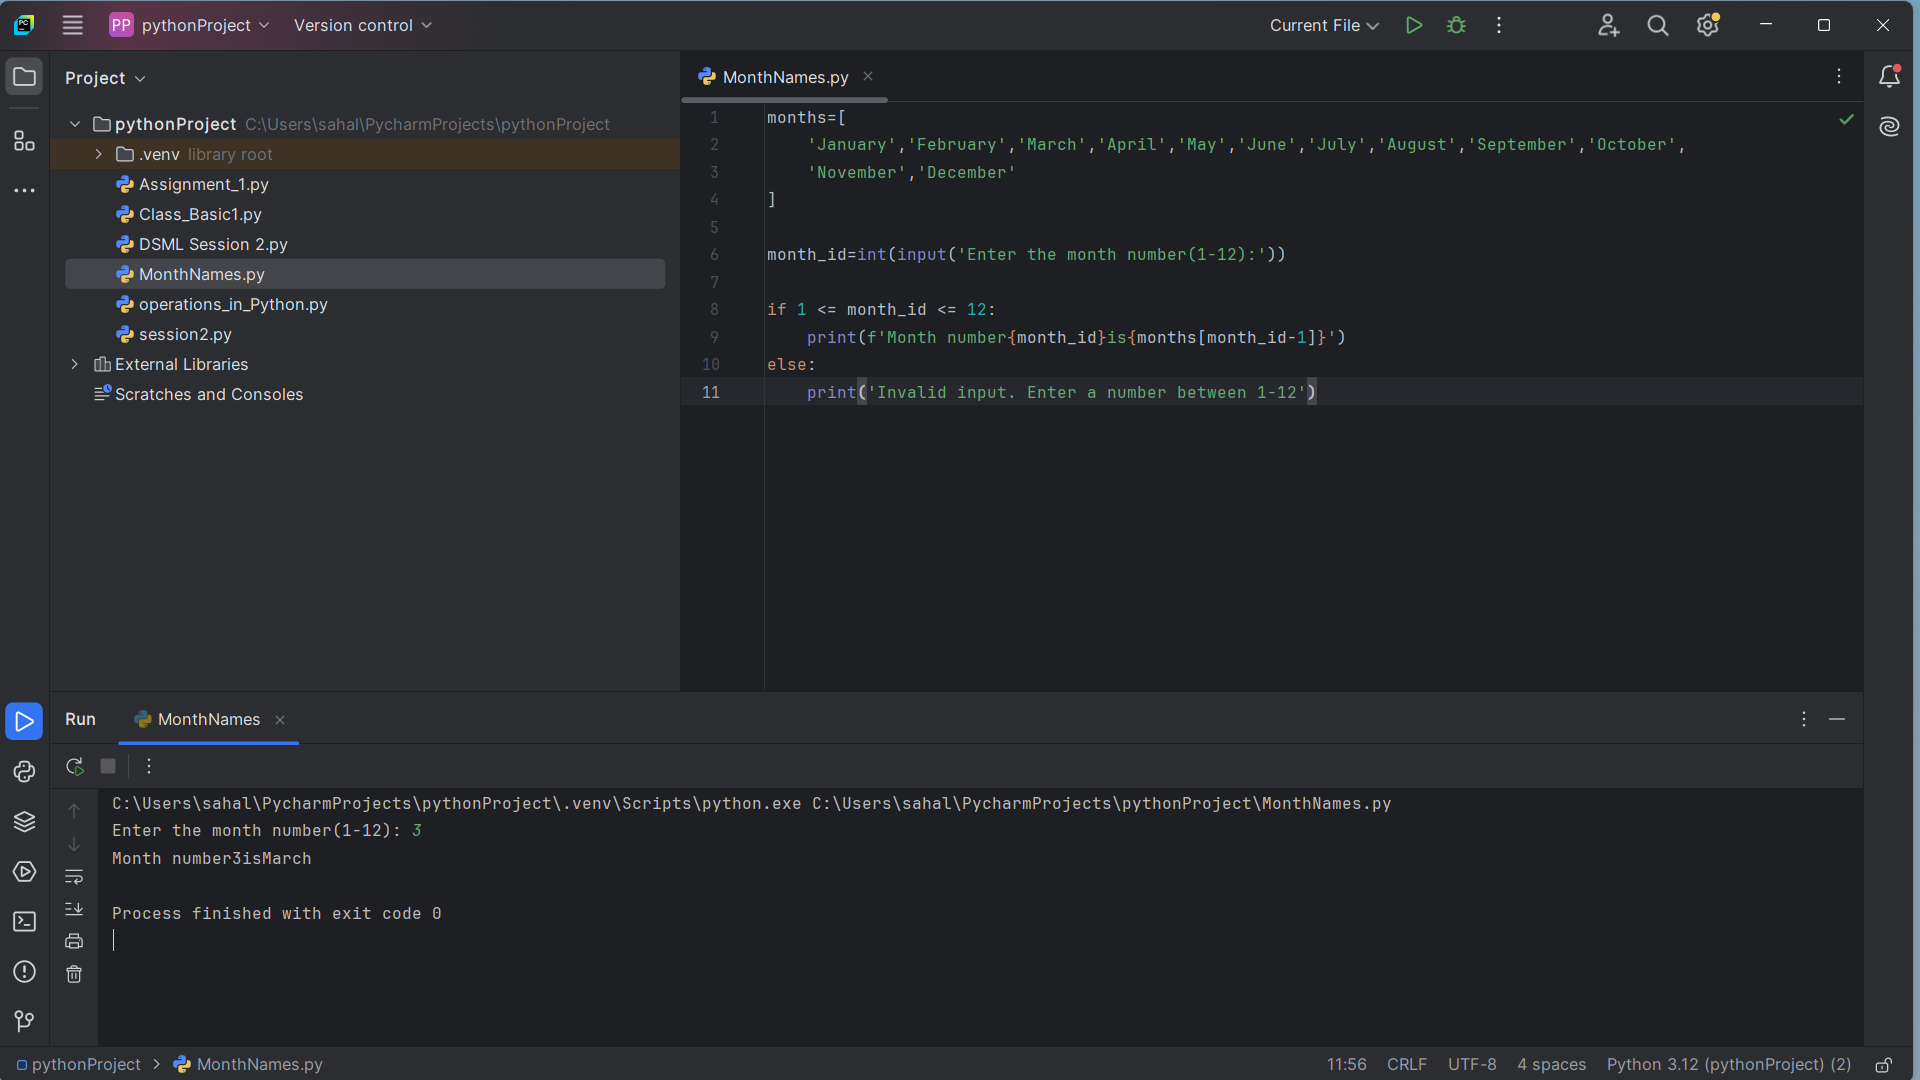 PP pythonProject Version control Current File
Project
pythonProject C:\Users\sahal\PycharmProjects\pythonProject
.venv library root
Assignment_1.py
Class_Basic1.py
DSML Session 2.py
MonthNames.py
operations_in_Python.py
session2.py
External Libraries
Scratches and Consoles
MonthNames.py
1 months=[
2     'January','February','March','April','May','June','July','August','September','October',
3     'November','December'
4 ]
5
6 month_id=int(input('Enter the month number(1-12):'))
7
8 if 1 <= month_id <= 12:
9     print(f'Month number{month_id}is{months[month_id-1]}')
10 else:
11     print('Invalid input. Enter a number between 1-12')
Run MonthNames
C:\Users\sahal\PycharmProjects\pythonProject\.venv\Scripts\python.exe C:\Users\sahal\PycharmProjects\pythonProject\MonthNames.py
Enter the month number(1-12): 3
Month number3isMarch
Process finished with exit code 0
pythonProject > MonthNames.py 11:56 CRLF UTF-8 4 spaces Python 3.12 (pythonProject) (2)